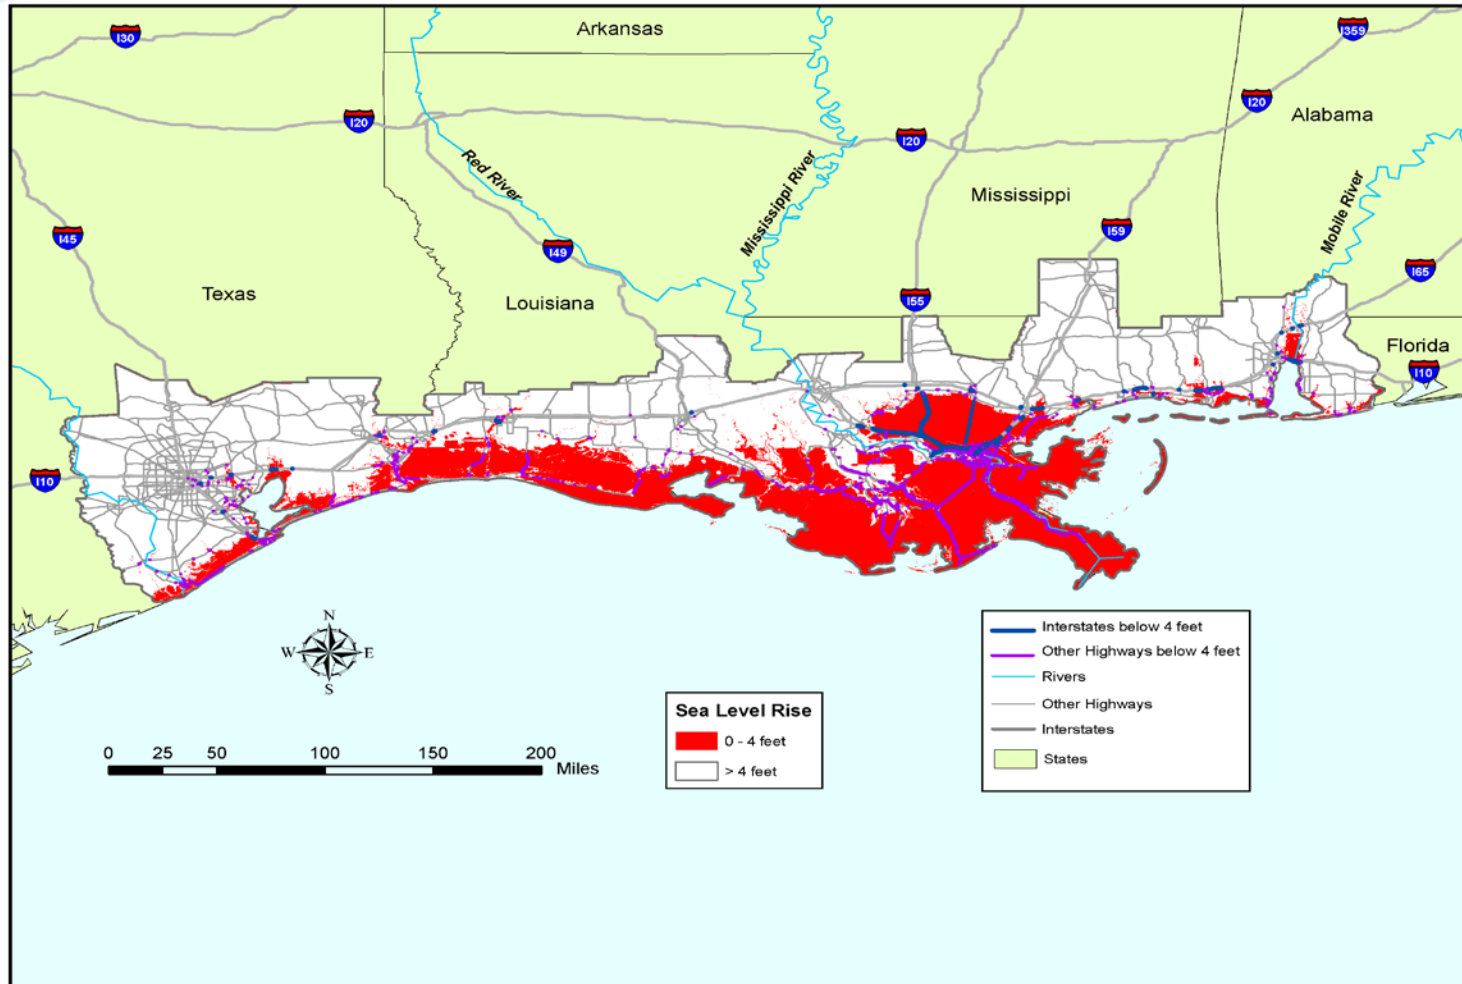 Arkansas
I30
I359
I20
Alabama
I20
I20
Red River
Mississippi River
Mississippi
Mobile River
I45
I49
I59
I65
Texas
Louisiana
I55
Florida
I10
I10
N
W E
S
Interstates below 4 feet
Other Highways below 4 feet
Rivers
Other Highways
Interstates
States
Sea Level Rise
0 - 4 feet
> 4 feet
0 25 50 100 150 200
Miles